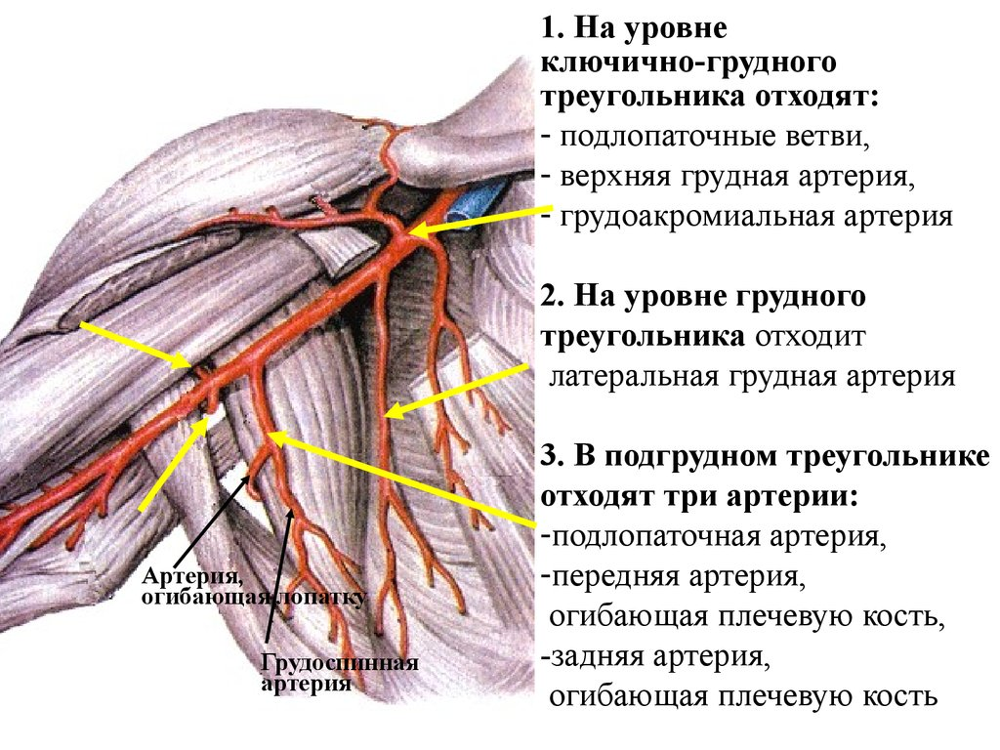 1. На уровне
ключично-грудного
треугольника отходят:
- подлопаточные ветви,
- верхняя грудная артерия,
- грудоакромиальная артерия
2. На уровне грудного
треугольника отходит
латеральная грудная артерия
3. В подгрудном треугольнике
отходят три артерии:
-подлопаточная артерия,
-передняя артерия,
огибающая плечевую кость,
-задняя артерия,
огибающая плечевую кость
Артерия,
огибающая лопатку
Грудоспинная
артерия